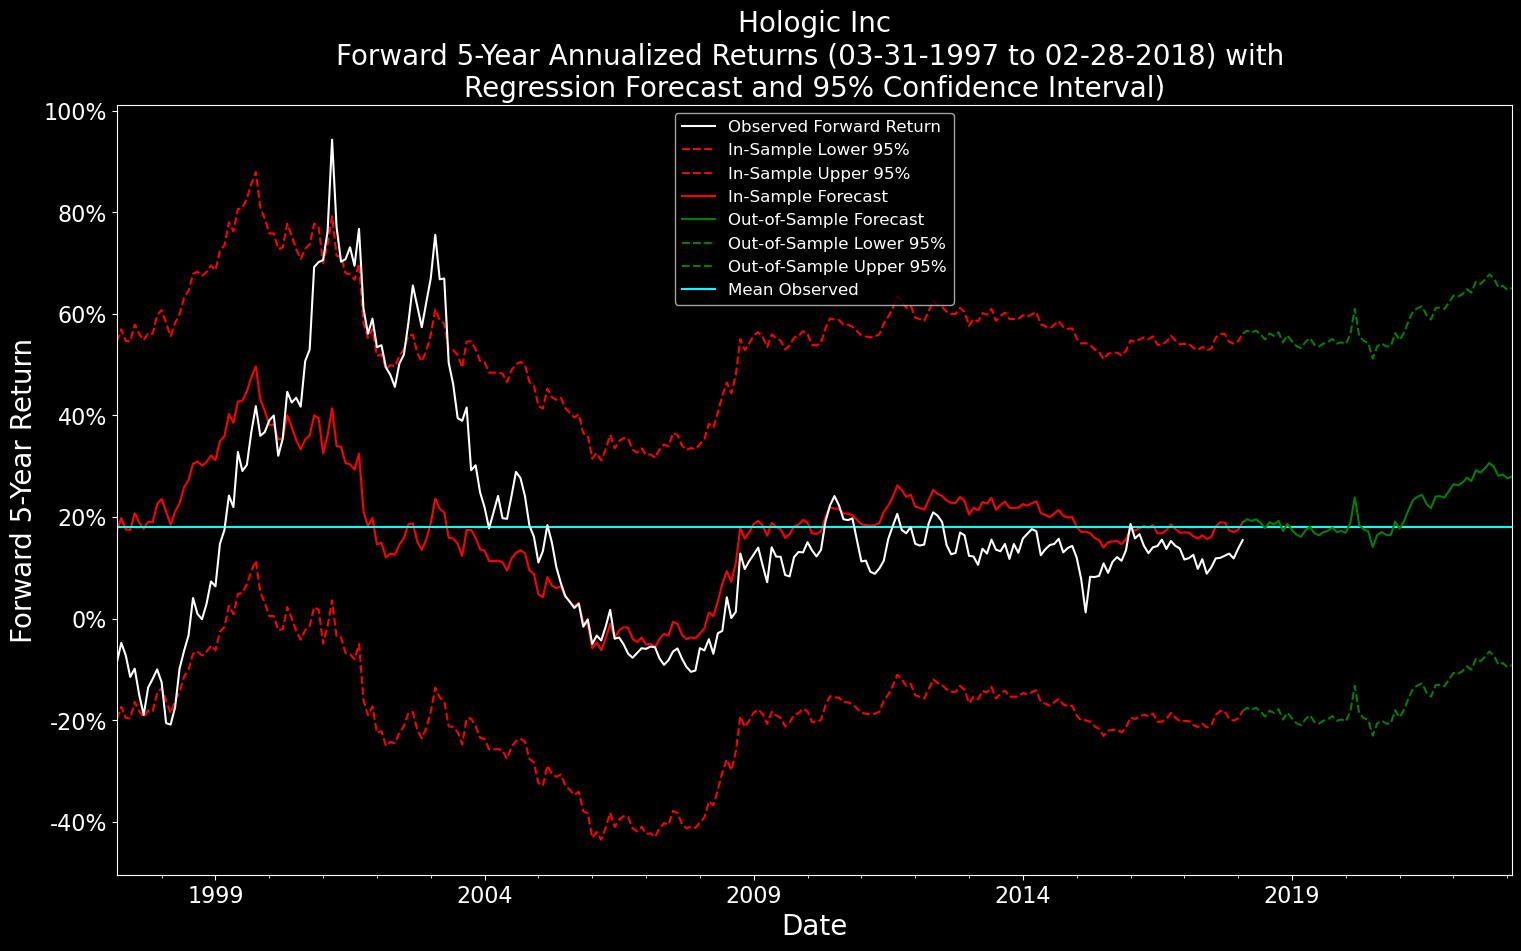 Hologic Inc
Forward 5-Year Annualized Returns (03-31-1997 to 02-28-2018) with
Regression Forecast and 95% Confidence Interval)
100%
80%
60%
40%
20%
0%
-20%
-40%
Forward 5-Year Return
Observed Forward Return
In-Sample Lower 95%
In-Sample Upper 95%
In-Sample Forecast
Out-of-Sample Forecast
Out-of-Sample Lower 95%
Out-of-Sample Upper 95%
Mean Observed
1999
2004
2009
2014
2019
Date